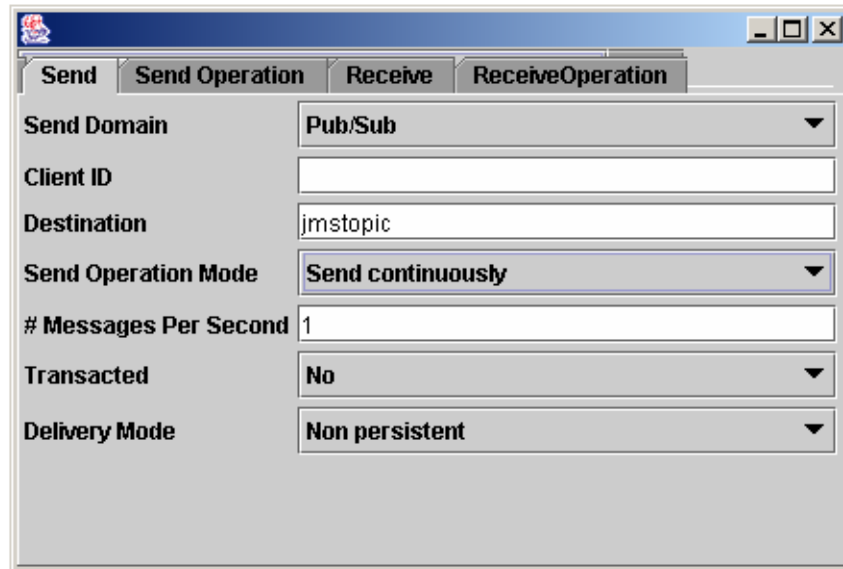 Send Send Operation Receive ReceiveOperation
Send Domain Pub/Sub
Client ID
Destination jmstopic
Send Operation Mode Send continuously
# Messages Per Second 1
Transacted No
Delivery Mode Non persistent